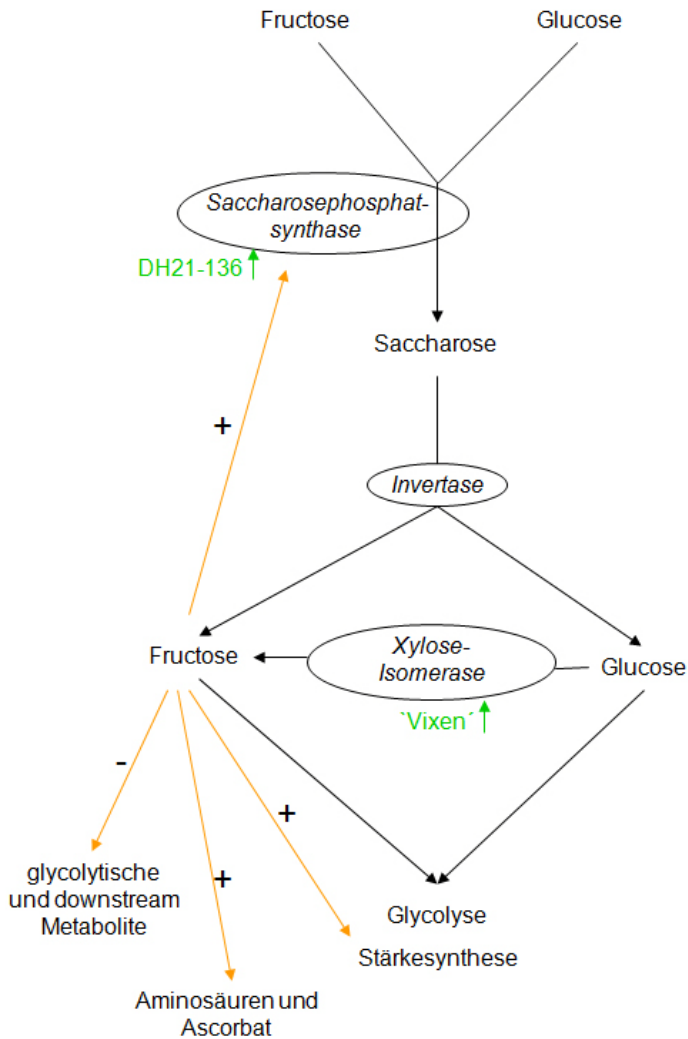 Fructose
Glucose
Saccharosephosphat-
synthase
DH21-136
Saccharose
+
Invertase
Fructose
Xylose-
Isomerase
Glucose
`Vixen´
-
+
+
glycolytische
und downstream
Metabolite
Glycolyse
Stärkesynthese
Aminosäuren und
Ascorbat